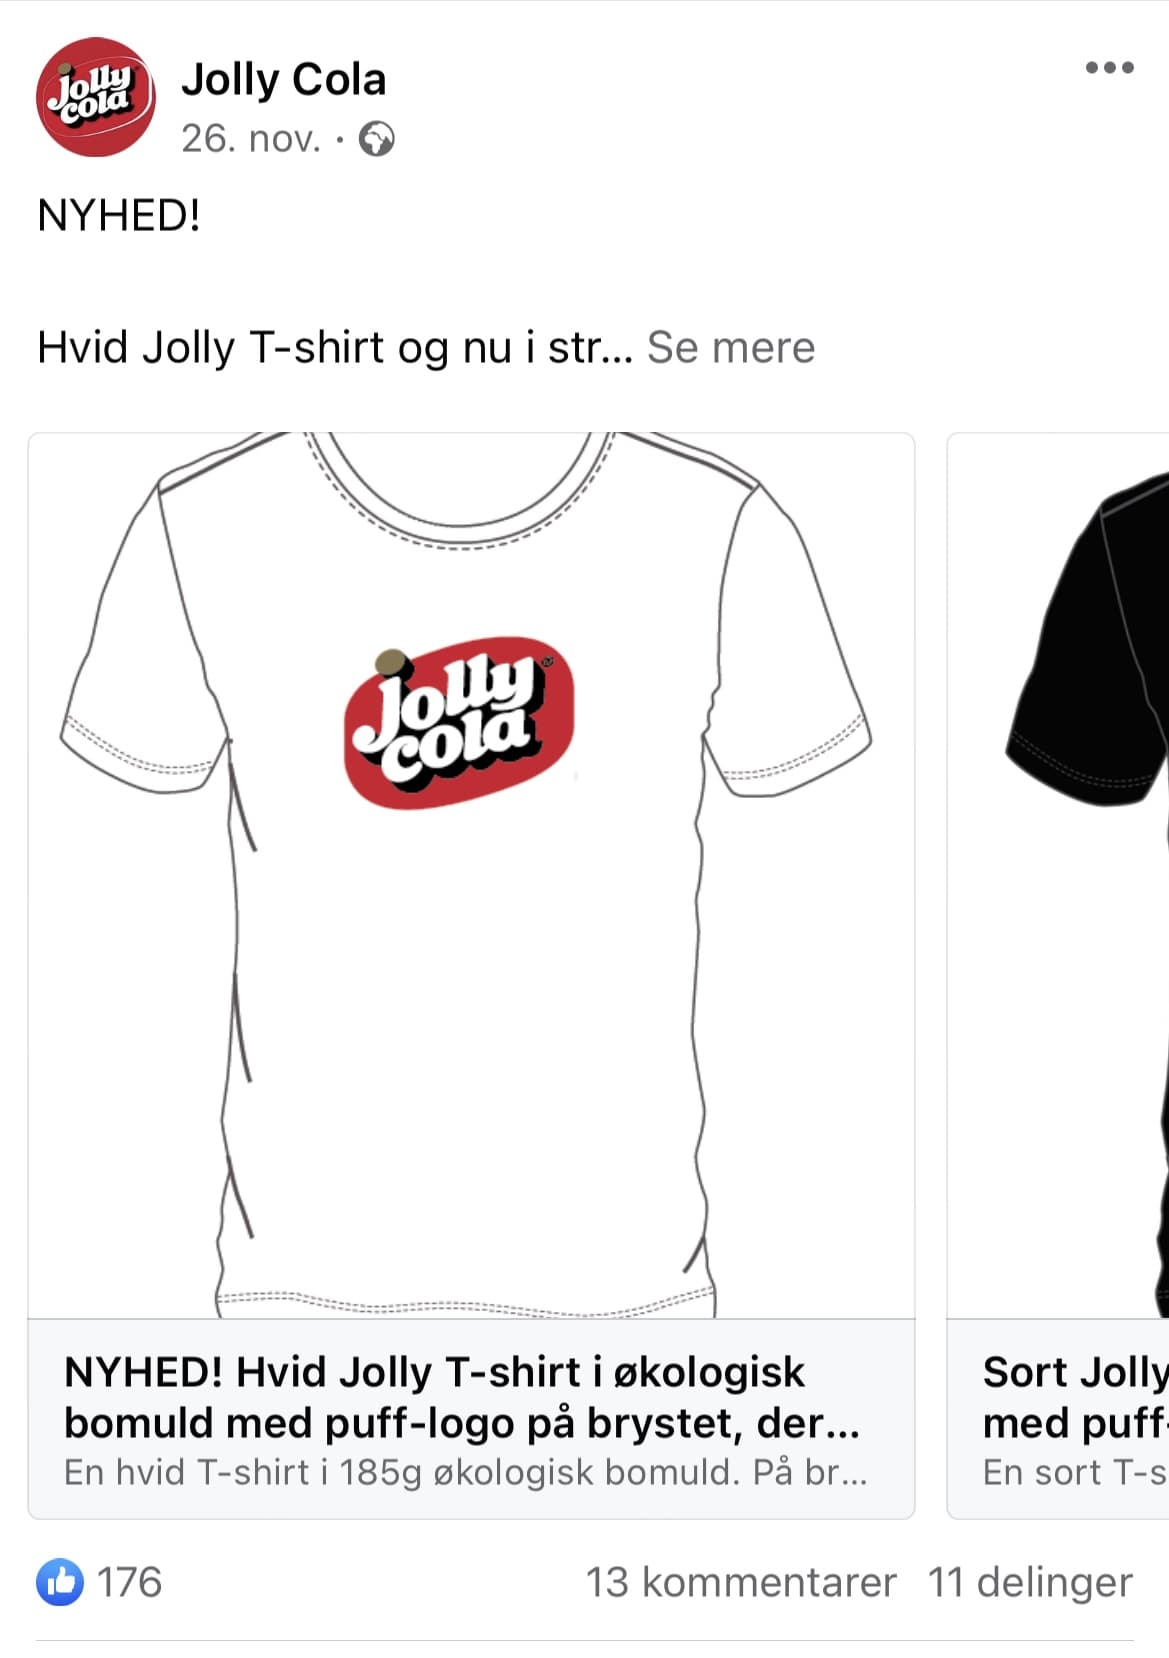 Jolly
cola
Jolly Cola
26. nov. ·
NYHED!
Hvid Jolly T-shirt og nu i str... Se mere
Jolly
cola
®
NYHED! Hvid Jolly T-shirt i økologisk
bomuld med puff-logo på brystet, der...
En hvid T-shirt i 185g økologisk bomuld. På br...
Sort Jolly
med puff-
En sort T-s
176
13 kommentarer 11 delinger